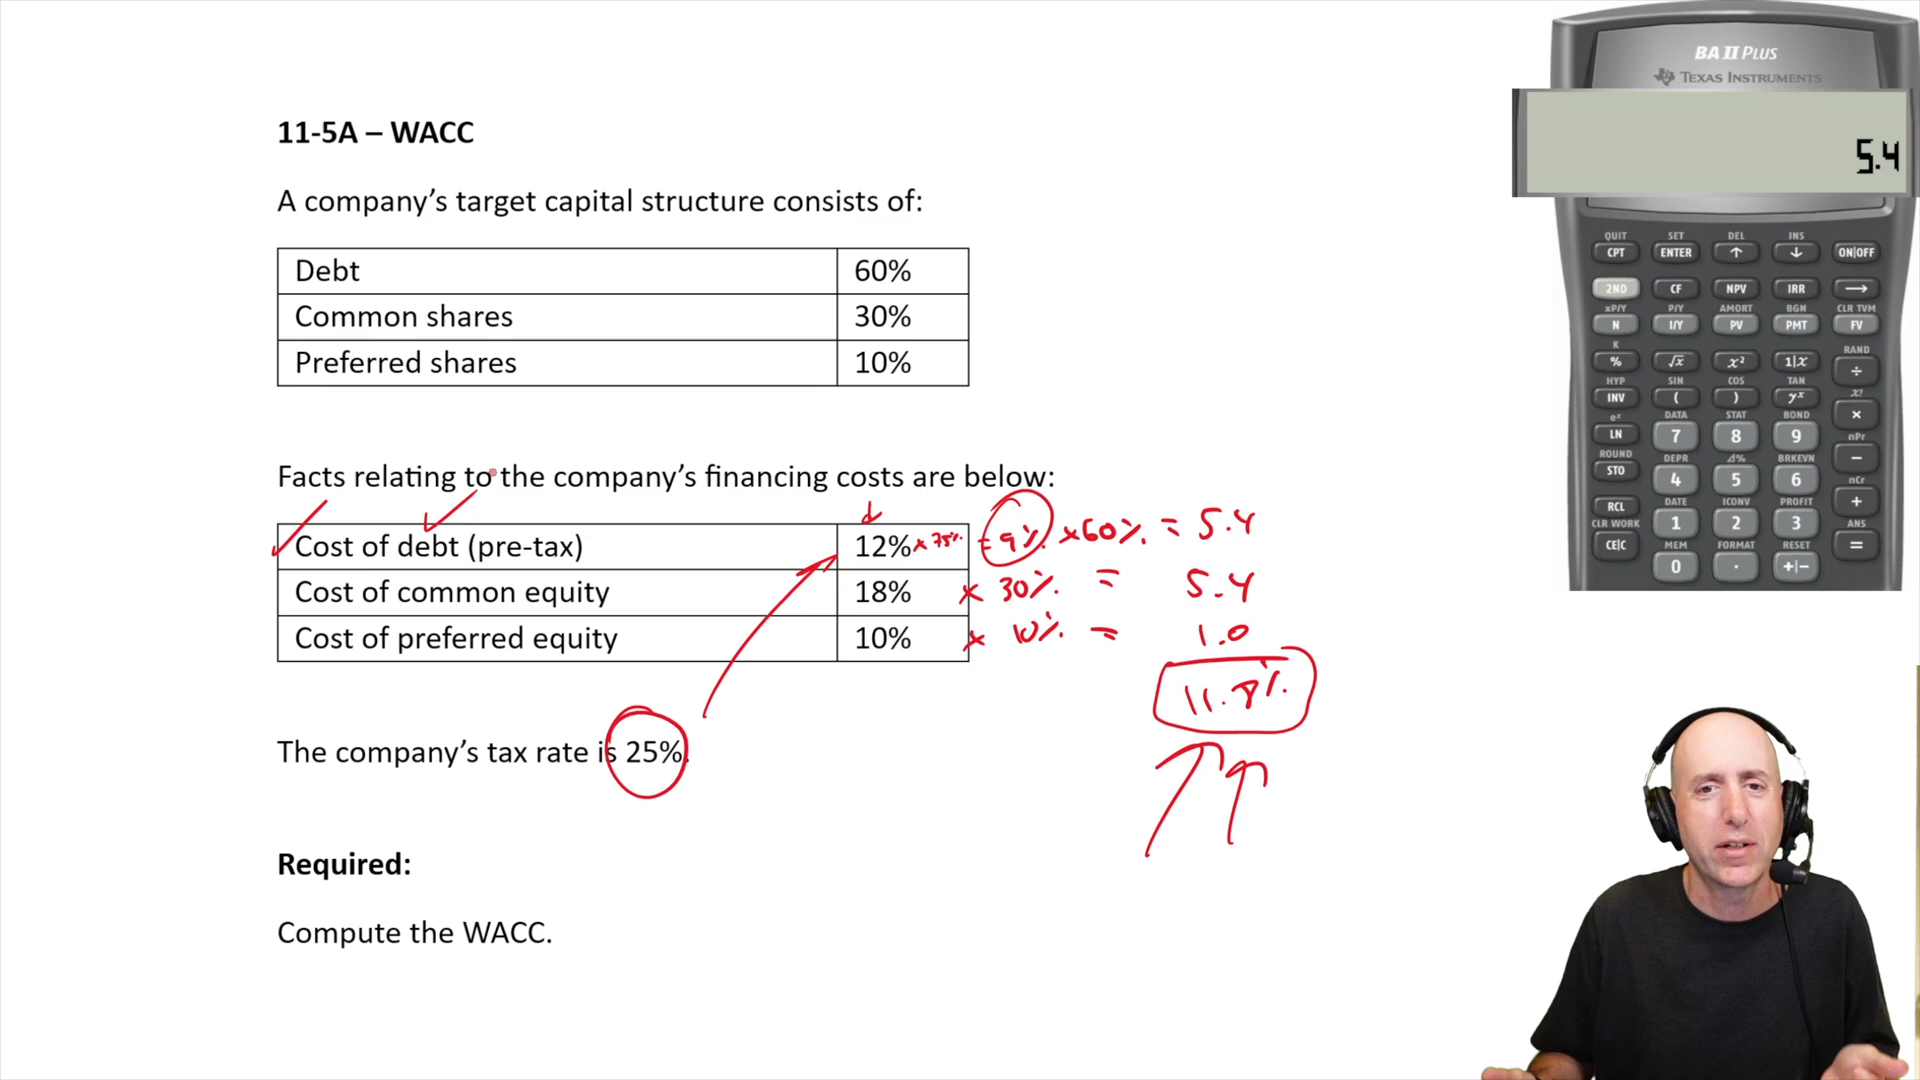 11-5A – WACC
A company's target capital structure consists of:
Debt 60%
Common shares 30%
Preferred shares 10%
Facts relating to the company's financing costs are below:
Cost of debt (pre-tax) 12% × 75% = 9% × 60% = 5.4
Cost of common equity 18% × 30% = 5.4
Cost of preferred equity 10% × 10% = 1.0
11.8%
The company's tax rate is 25%.
Required:
Compute the WACC.
BA II PLUS
TEXAS INSTRUMENTS
5.4
QUIT SET DEL INS
CPT ENTER ↑ ↓ ON|OFF
2ND CF NPV IRR →
xP/Y P/Y AMORT BGN CLR TVM
N I/Y PV PMT FV
K RAND
% √x x² 1/x ÷
HYP SIN COS TAN x!
INV ( ) yˣ ×
eˣ DATA STAT BOND nPr
LN 7 8 9 −
ROUND DEPR Δ% BRKEVN nCr
STO 4 5 6 +
DATE ICONV PROFIT ANS
RCL 1 2 3 =
CLR WORK MEM FORMAT RESET
CE|C 0 . +|−